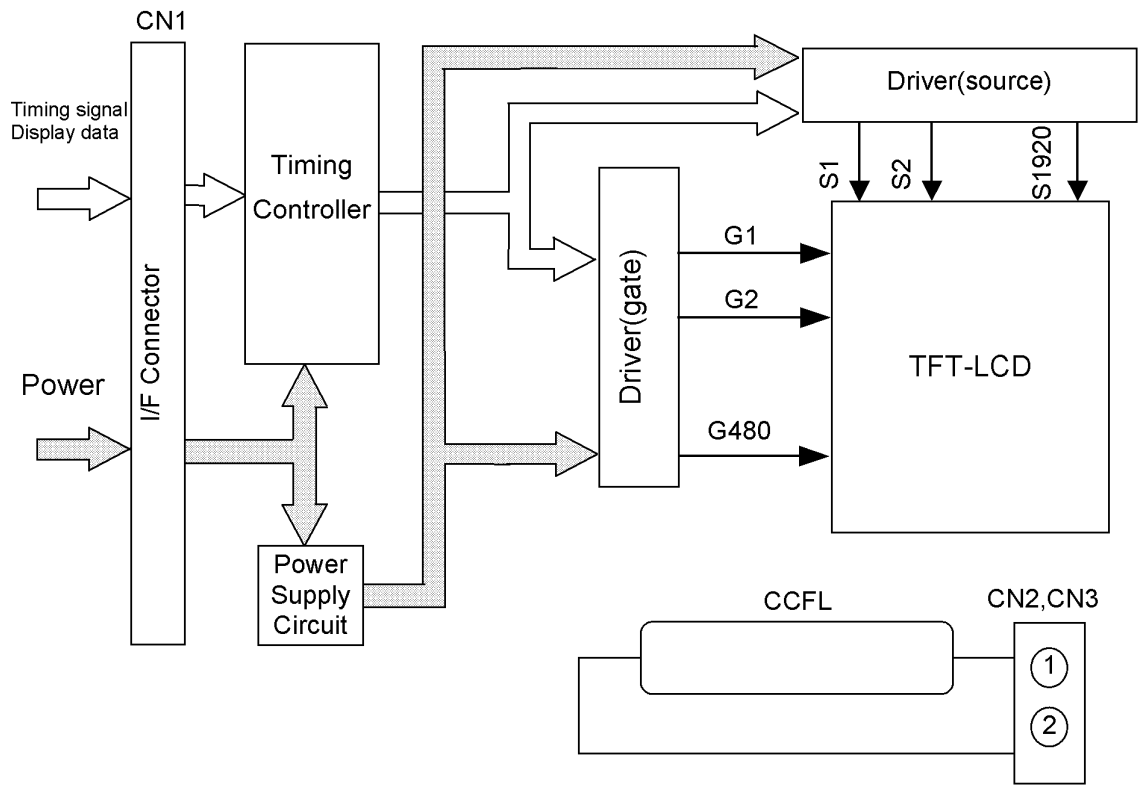 CN1
Timing signal
Display data
Power
I/F Connector
Timing
Controller
Power
Supply
Circuit
Driver(source)
S1
S2
S1920
Driver(gate)
G1
G2
G480
TFT-LCD
CCFL
CN2,CN3
1
2